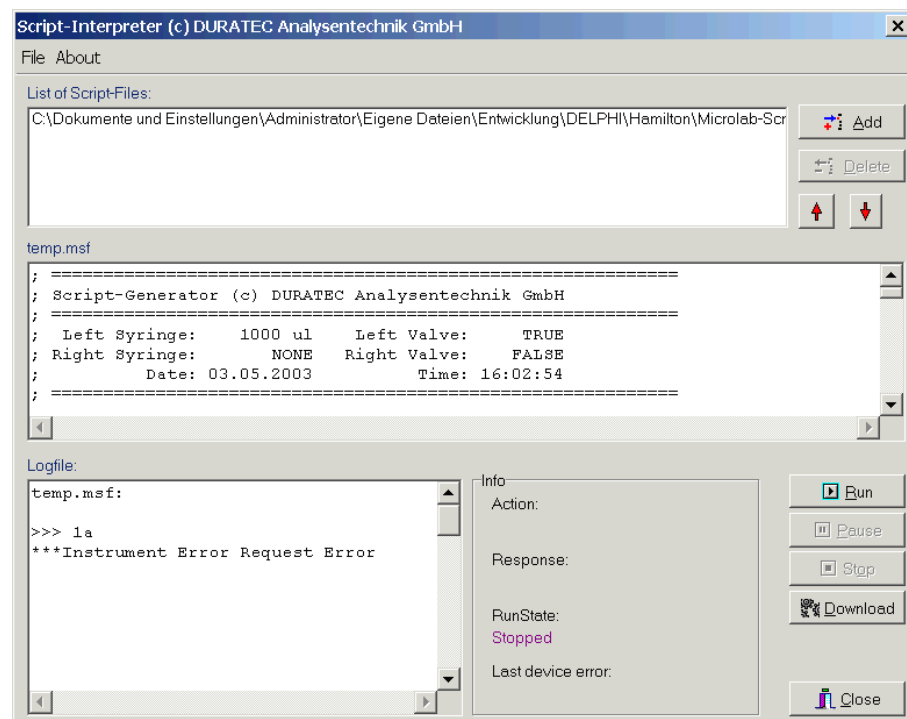 Script-Interpreter (c) DURATEC Analysentechnik GmbH
File About
List of Script-Files:
C:\Dokumente und Einstellungen\Administrator\Eigene Dateien\Entwicklung\DELPHI\Hamilton\Microlab-Scr
Add
Delete
temp.msf
; ============================================================
; Script-Generator (c) DURATEC Analysentechnik GmbH
; ============================================================
; Left Syringe: 1000 ul Left Valve: TRUE
; Right Syringe: NONE Right Valve: FALSE
; Date: 03.05.2003 Time: 16:02:54
; ============================================================
Logfile:
temp.msf:
>>> 1a
***Instrument Error Request Error
Info
Action:
Response:
RunState:
Stopped
Last device error:
Run
Pause
Stop
Download
Close